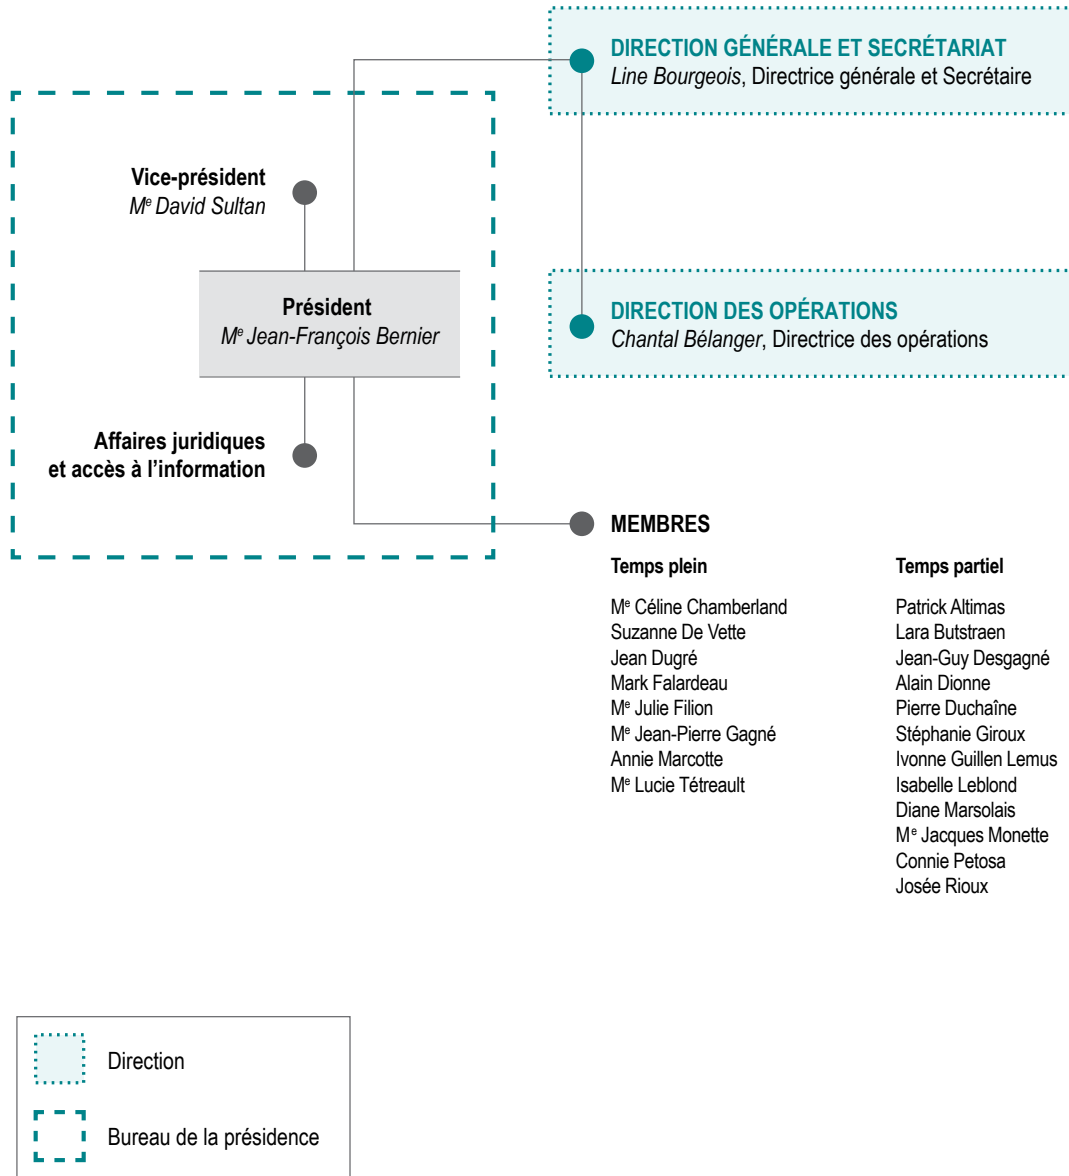 DIRECTION GÉNÉRALE ET SECRÉTARIAT
Line Bourgeois, Directrice générale et Secrétaire
Vice-président
Me David Sultan
Président
Me Jean-François Bernier
DIRECTION DES OPÉRATIONS
Chantal Bélanger, Directrice des opérations
Affaires juridiques
et accès à l’information
MEMBRES
Temps plein
Me Céline Chamberland
Suzanne De Vette
Jean Dugré
Mark Falardeau
Me Julie Filion
Me Jean-Pierre Gagné
Annie Marcotte
Me Lucie Tétreault
Temps partiel
Patrick Altimas
Lara Butstraen
Jean-Guy Desgagné
Alain Dionne
Pierre Duchaîne
Stéphanie Giroux
Ivonne Guillen Lemus
Isabelle Leblond
Diane Marsolais
Me Jacques Monette
Connie Petosa
Josée Rioux
Direction
Bureau de la présidence